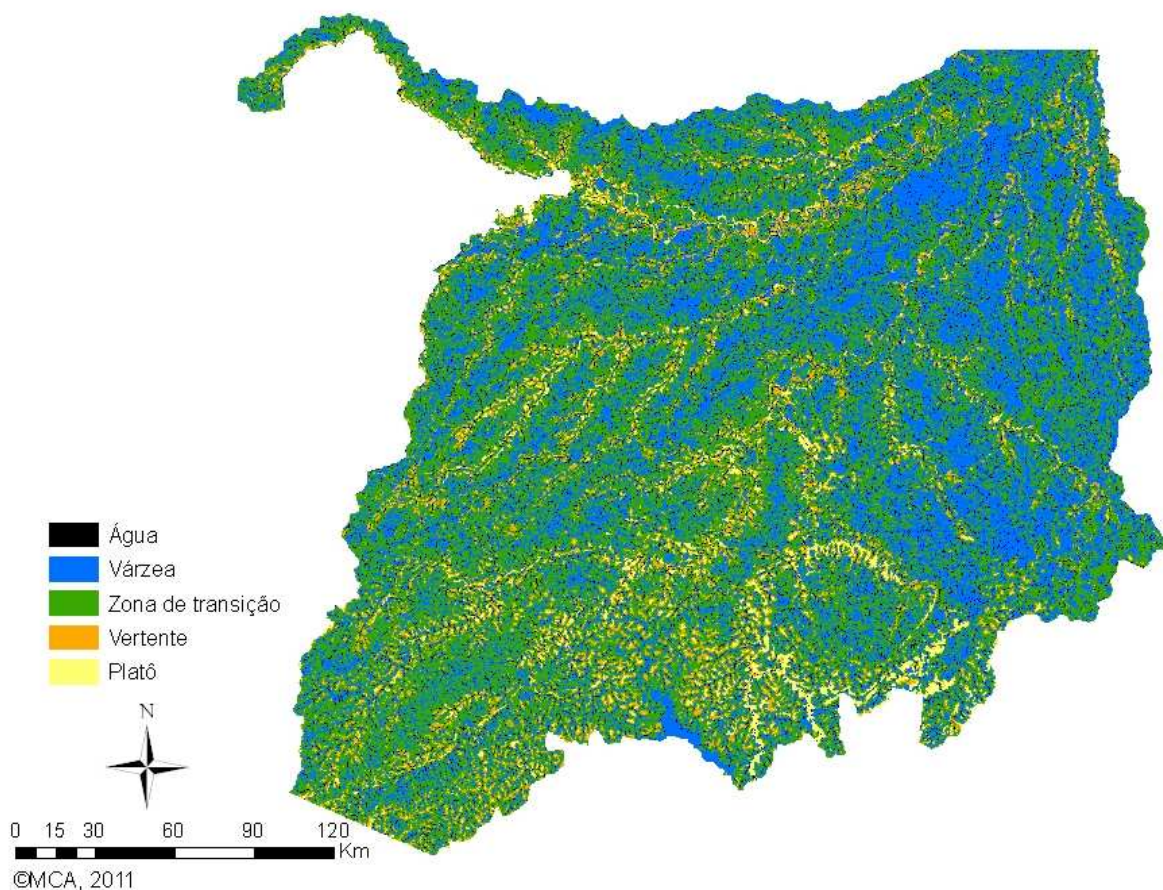 Água
Várzea
Zona de transição
Vertente
Platô
N
0 15 30 60 90 120
Km
©MCA, 2011